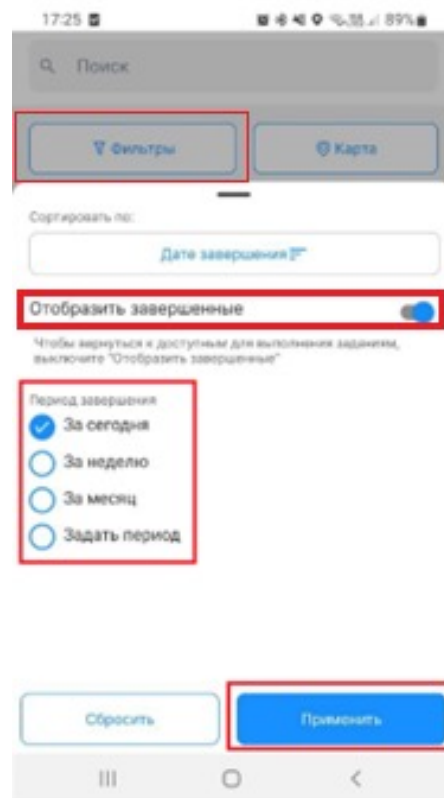 17:25 89%
Поиск
Фильтры Карта
Сортировать по:
Дате завершения
Отобразить завершенные
Чтобы вернуться к доступным для выполнения заданиям,
выключите "Отобразить завершенные"
Период завершения
За сегодня
За неделю
За месяц
Задать период
Сбросить Применить